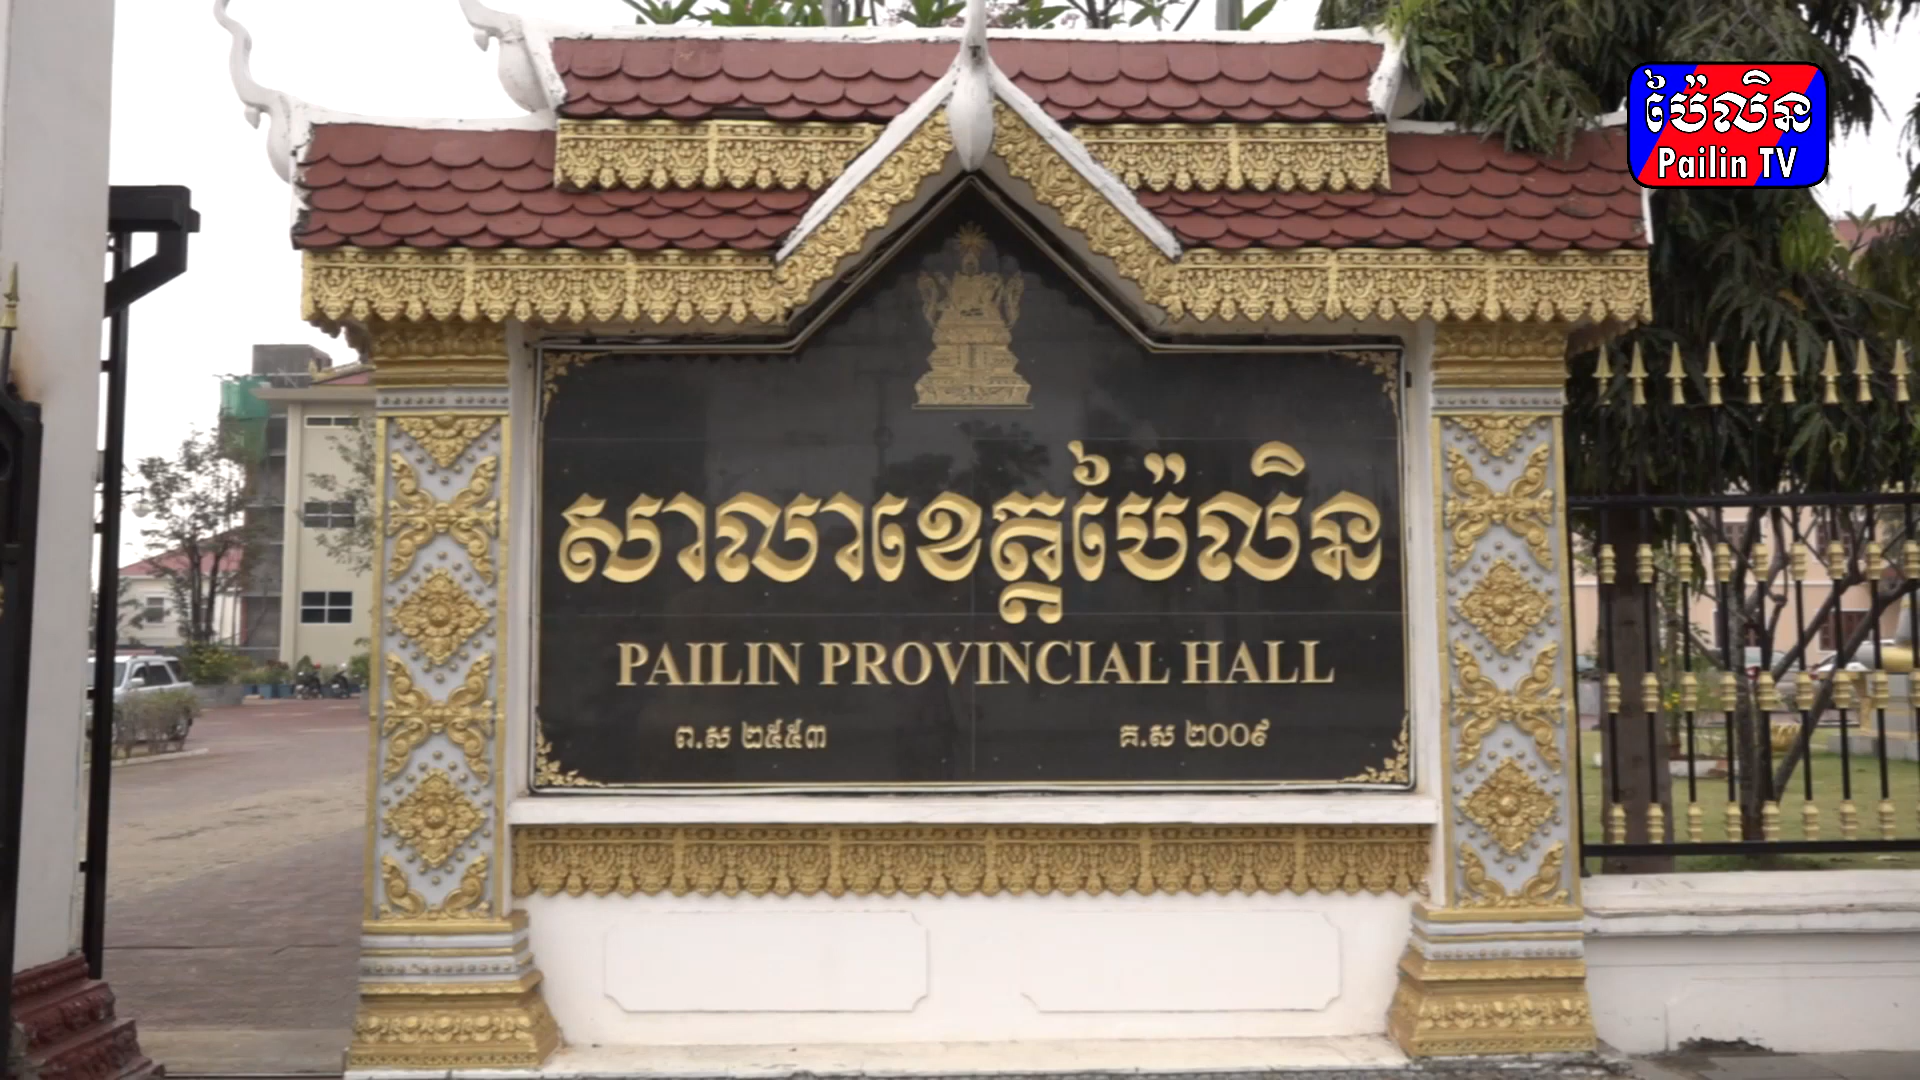 ប៉ៃលិន
Pailin TV
សាលាខេត្តប៉ៃលិន
PAILIN PROVINCIAL HALL
ព.ស ២៥៥៣
គ.ស ២០០៩